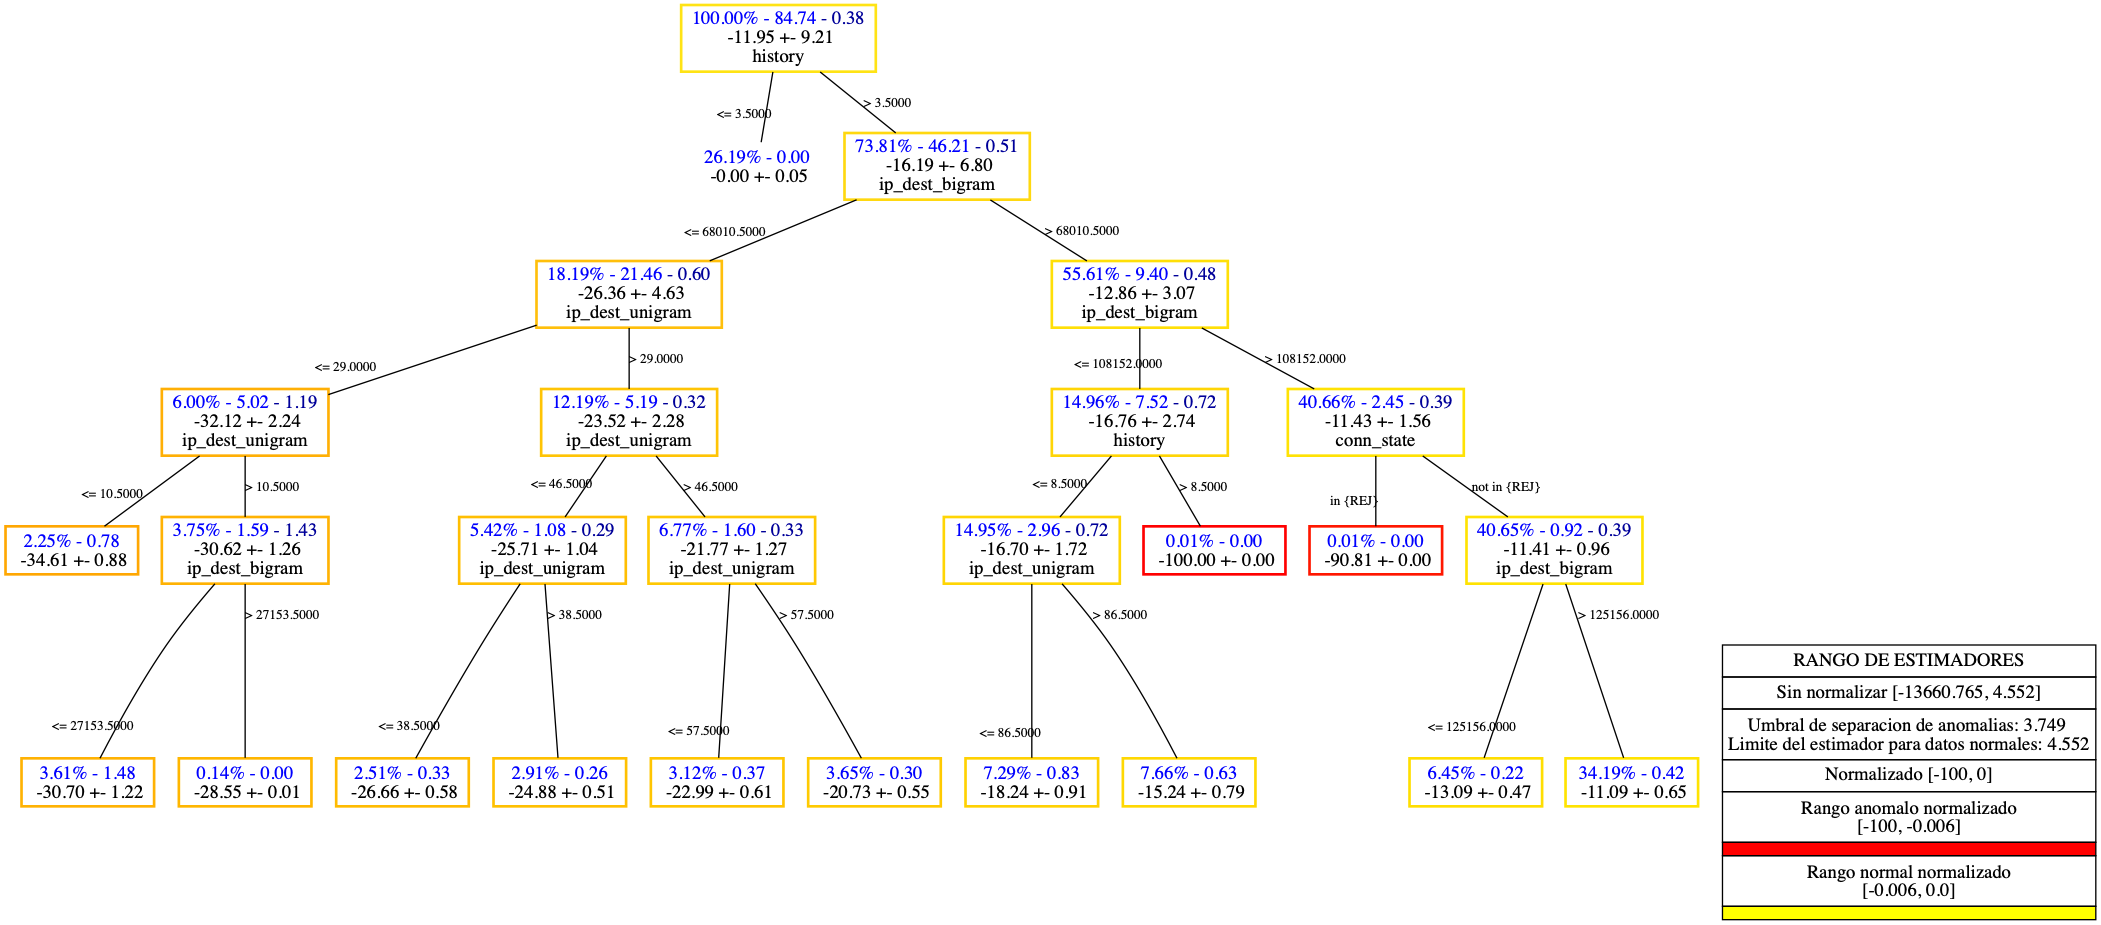 100.00% - 84.74 - 0.38
-11.95 +- 9.21
history
<= 3.5000
> 3.5000
26.19% - 0.00
-0.00 +- 0.05
73.81% - 46.21 - 0.51
-16.19 +- 6.80
ip_dest_bigram
<= 68010.5000
> 68010.5000
18.19% - 21.46 - 0.60
-26.36 +- 4.63
ip_dest_unigram
55.61% - 9.40 - 0.48
-12.86 +- 3.07
ip_dest_bigram
<= 29.0000
> 29.0000
<= 108152.0000
> 108152.0000
6.00% - 5.02 - 1.19
-32.12 +- 2.24
ip_dest_unigram
12.19% - 5.19 - 0.32
-23.52 +- 2.28
ip_dest_unigram
14.96% - 7.52 - 0.72
-16.76 +- 2.74
history
40.66% - 2.45 - 0.39
-11.43 +- 1.56
conn_state
<= 10.5000
> 10.5000
<= 46.5000
> 46.5000
<= 8.5000
> 8.5000
in {REJ}
not in {REJ}
2.25% - 0.78
-34.61 +- 0.88
3.75% - 1.59 - 1.43
-30.62 +- 1.26
ip_dest_bigram
5.42% - 1.08 - 0.29
-25.71 +- 1.04
ip_dest_unigram
6.77% - 1.60 - 0.33
-21.77 +- 1.27
ip_dest_unigram
14.95% - 2.96 - 0.72
-16.70 +- 1.72
ip_dest_unigram
0.01% - 0.00
-100.00 +- 0.00
0.01% - 0.00
-90.81 +- 0.00
40.65% - 0.92 - 0.39
-11.41 +- 0.96
ip_dest_bigram
<= 27153.5000
> 27153.5000
<= 38.5000
> 38.5000
<= 57.5000
> 57.5000
<= 86.5000
> 86.5000
<= 125156.0000
> 125156.0000
3.61% - 1.48
-30.70 +- 1.22
0.14% - 0.00
-28.55 +- 0.01
2.51% - 0.33
-26.66 +- 0.58
2.91% - 0.26
-24.88 +- 0.51
3.12% - 0.37
-22.99 +- 0.61
3.65% - 0.30
-20.73 +- 0.55
7.29% - 0.83
-18.24 +- 0.91
7.66% - 0.63
-15.24 +- 0.79
6.45% - 0.22
-13.09 +- 0.47
34.19% - 0.42
-11.09 +- 0.65
RANGO DE ESTIMADORES
Sin normalizar [-13660.765, 4.552]
Umbral de separacion de anomalias: 3.749
Limite del estimador para datos normales: 4.552
Normalizado [-100, 0]
Rango anomalo normalizado
[-100, -0.006]
Rango normal normalizado
[-0.006, 0.0]